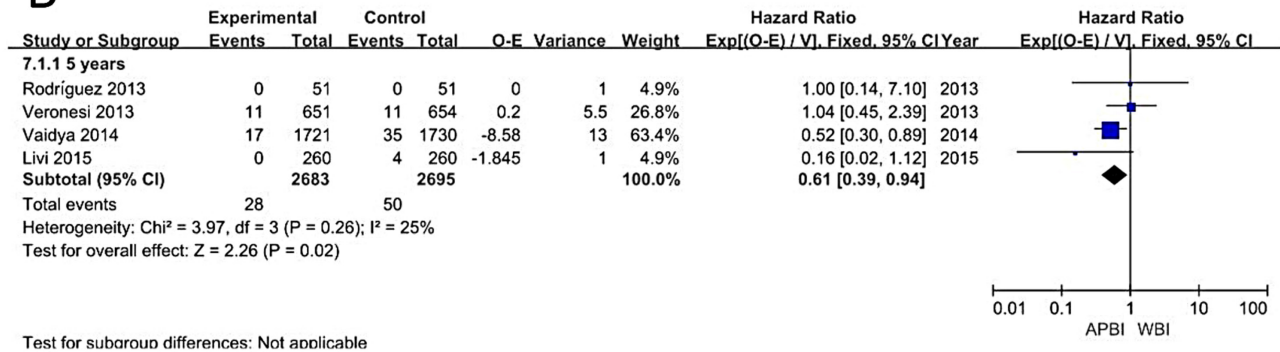 D
Experimental Control Hazard Ratio Hazard Ratio
Study or Subgroup Events Total Events Total O-E Variance Weight Exp[(O-E) / V], Fixed, 95% CI Year Exp[(O-E) / V], Fixed, 95% CI
7.1.1 5 years
Rodríguez 2013 0 51 0 51 0 1 4.9% 1.00 [0.14, 7.10] 2013
Veronesi 2013 11 651 11 654 0.2 5.5 26.8% 1.04 [0.45, 2.39] 2013
Vaidya 2014 17 1721 35 1730 -8.58 13 63.4% 0.52 [0.30, 0.89] 2014
Livi 2015 0 260 4 260 -1.845 1 4.9% 0.16 [0.02, 1.12] 2015
Subtotal (95% CI) 2683 2695 100.0% 0.61 [0.39, 0.94]
Total events 28 50
Heterogeneity: Chi² = 3.97, df = 3 (P = 0.26); I² = 25%
Test for overall effect: Z = 2.26 (P = 0.02)
0.01 0.1 1 10 100
APBI WBI
Test for subgroup differences: Not applicable